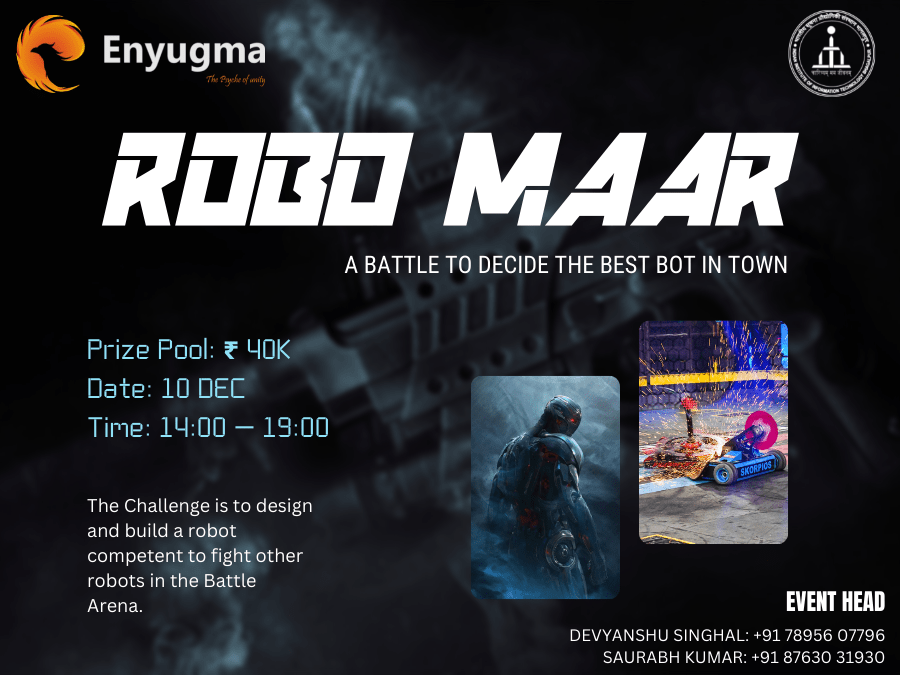 Enyugma
The Psyche of unity
ROBO MAAR
A BATTLE TO DECIDE THE BEST BOT IN TOWN
Prize Pool: ₹ 40K
Date: 10 DEC
Time: 14:00 – 19:00
SKORPIOS
The Challenge is to design
and build a robot
competent to fight other
robots in the Battle
Arena.
EVENT HEAD
DEVYANSHU SINGHAL: +91 78956 07796
SAURABH KUMAR: +91 87630 31930